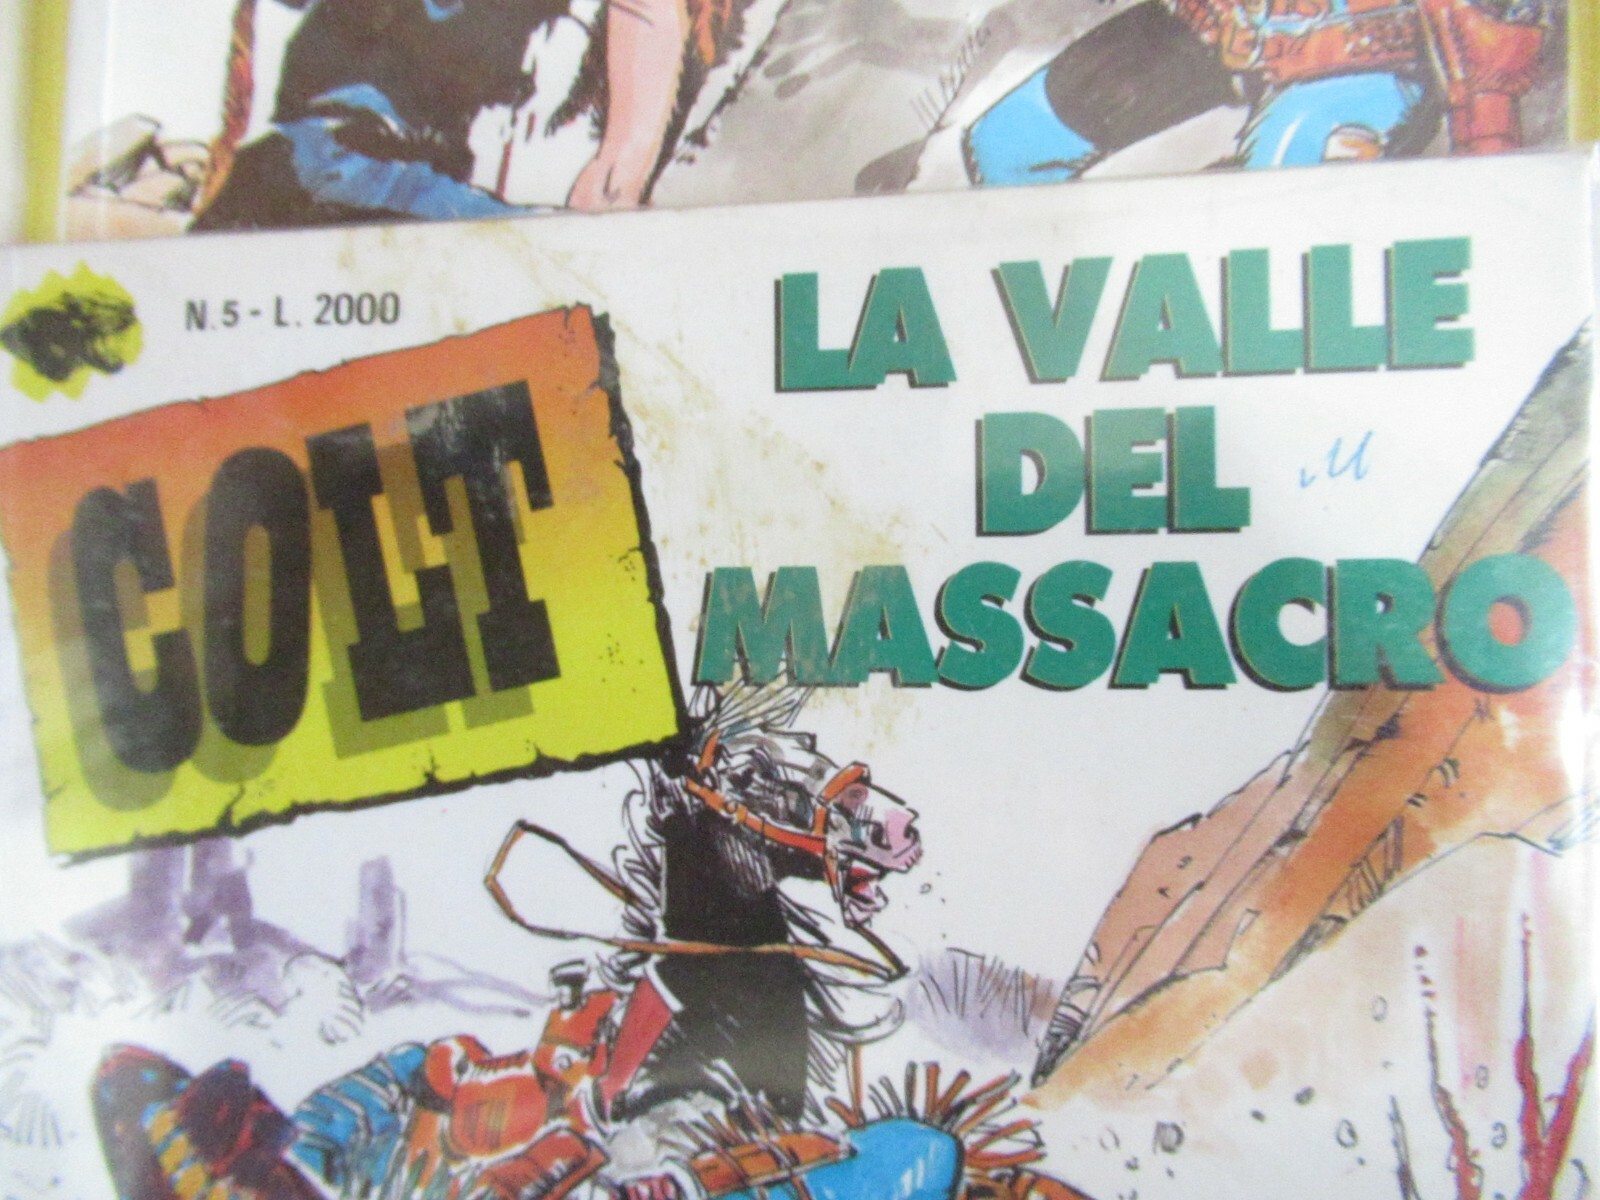 N.5 - L. 2000
COLT
LA VALLE
DEL
MASSACRO